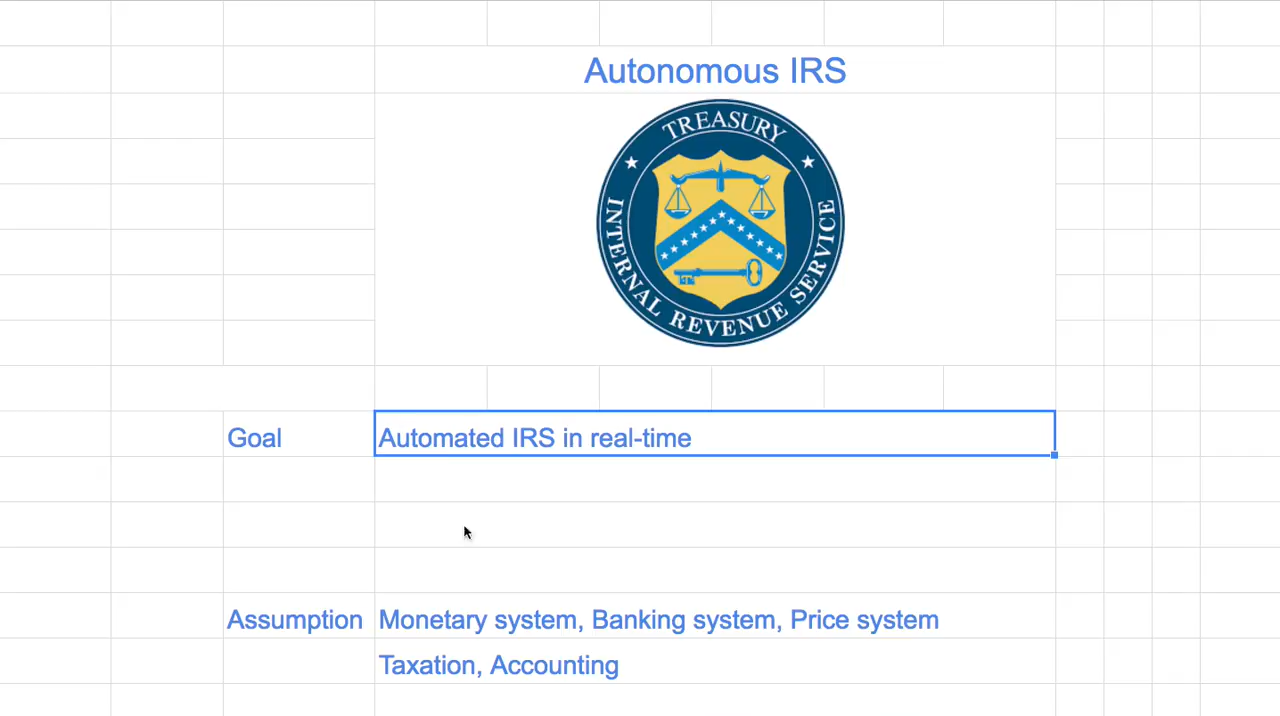 Autonomous IRS
TREASURY
INTERNAL REVENUE SERVICE
Goal Automated IRS in real-time
Assumption Monetary system, Banking system, Price system
Taxation, Accounting